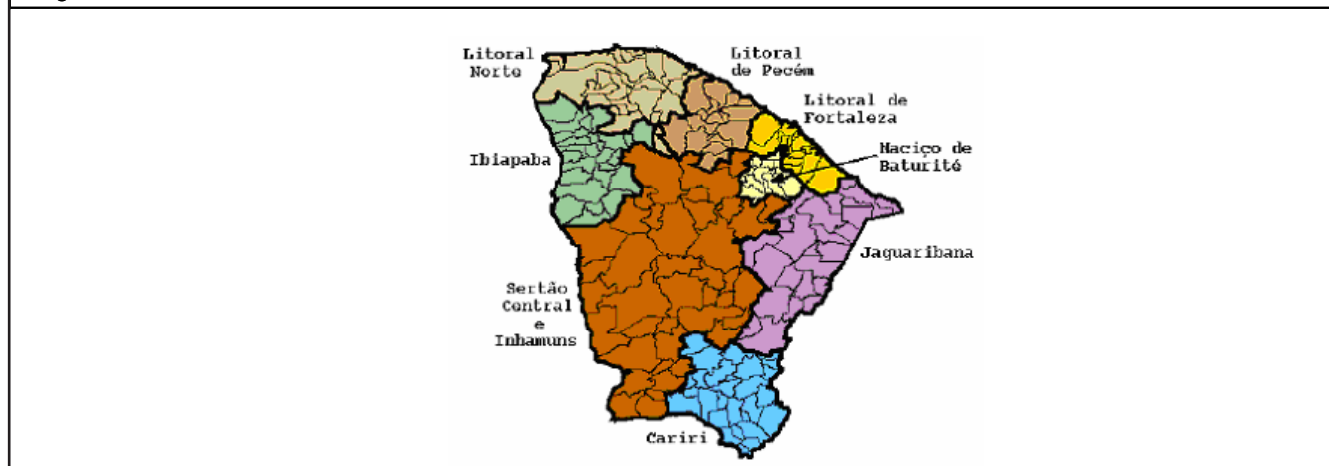 Litoral
Norte
Litoral
de Pecém
Litoral de
Fortaleza
Maciço de
Baturité
Ibiapaba
Jaguaribana
Sertão
Central
e
Inhamuns
Cariri